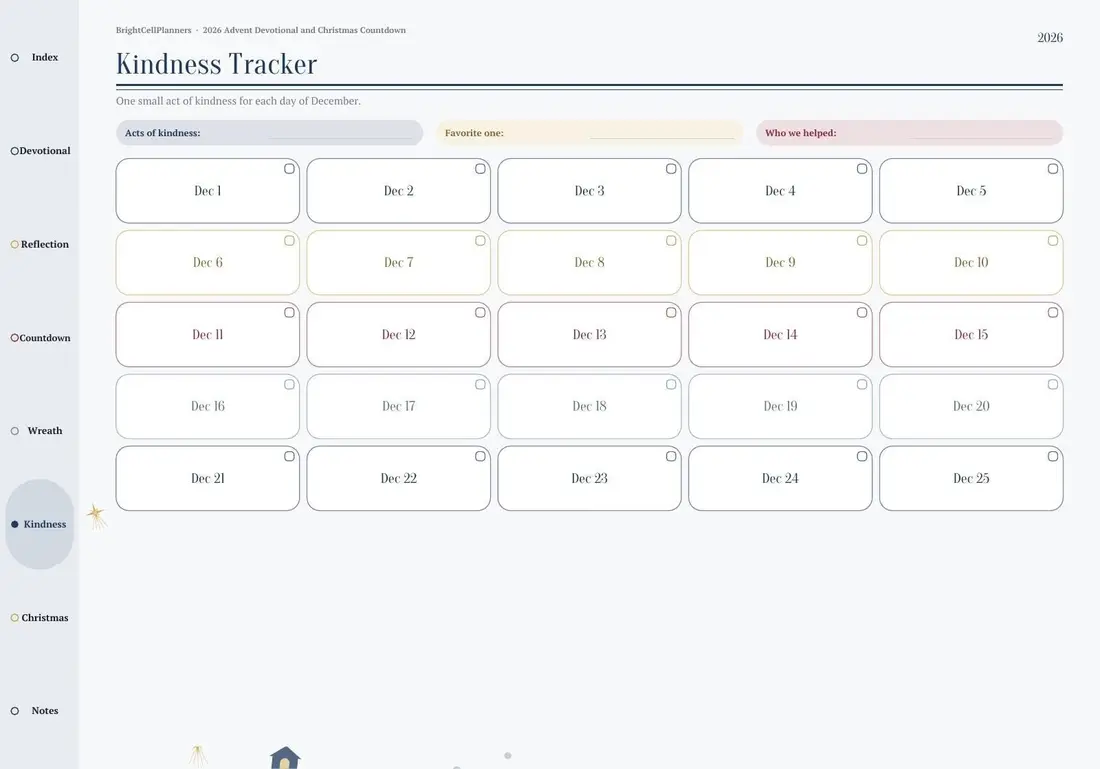 BrightCellPlanners · 2026 Advent Devotional and Christmas Countdown
2026
Kindness Tracker
One small act of kindness for each day of December.
Acts of kindness:
Favorite one:
Who we helped:
Dec 1
Dec 2
Dec 3
Dec 4
Dec 5
Dec 6
Dec 7
Dec 8
Dec 9
Dec 10
Dec 11
Dec 12
Dec 13
Dec 14
Dec 15
Dec 16
Dec 17
Dec 18
Dec 19
Dec 20
Dec 21
Dec 22
Dec 23
Dec 24
Dec 25
Index
Devotional
Reflection
Countdown
Wreath
Kindness
Christmas
Notes